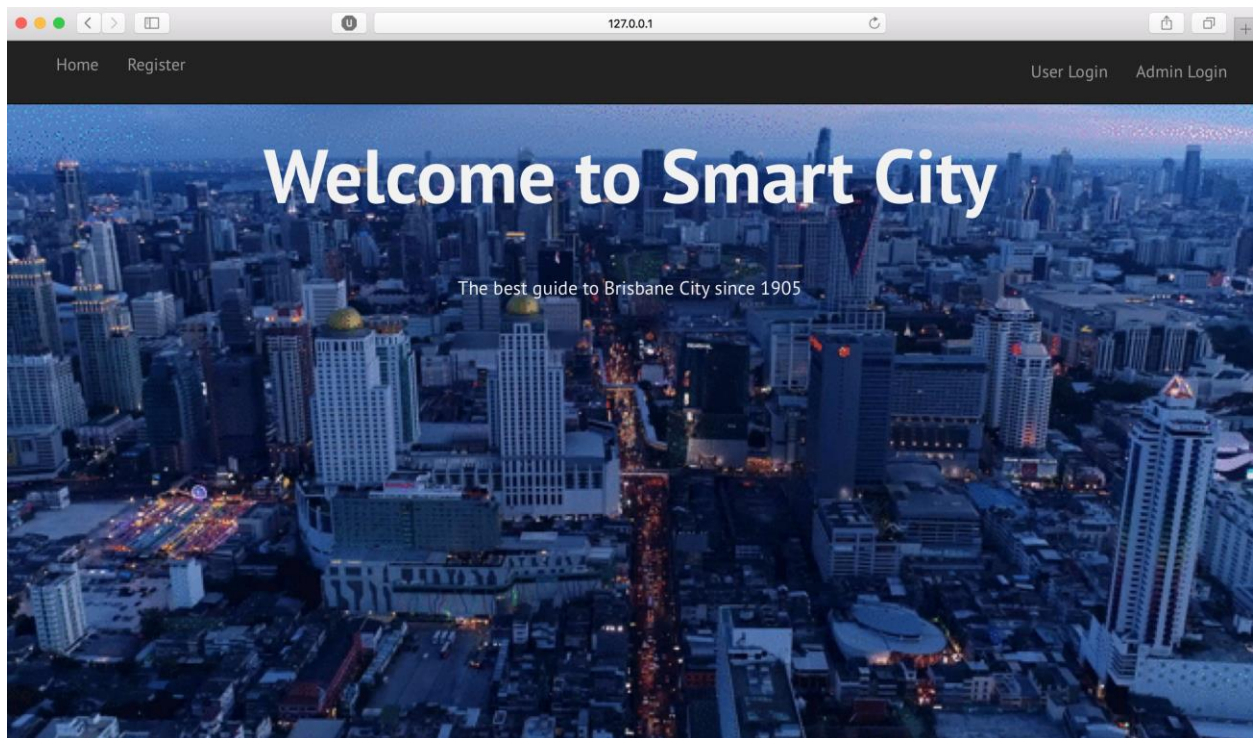 127.0.0.1
Home Register
User Login Admin Login
Welcome to Smart City
The best guide to Brisbane City since 1905